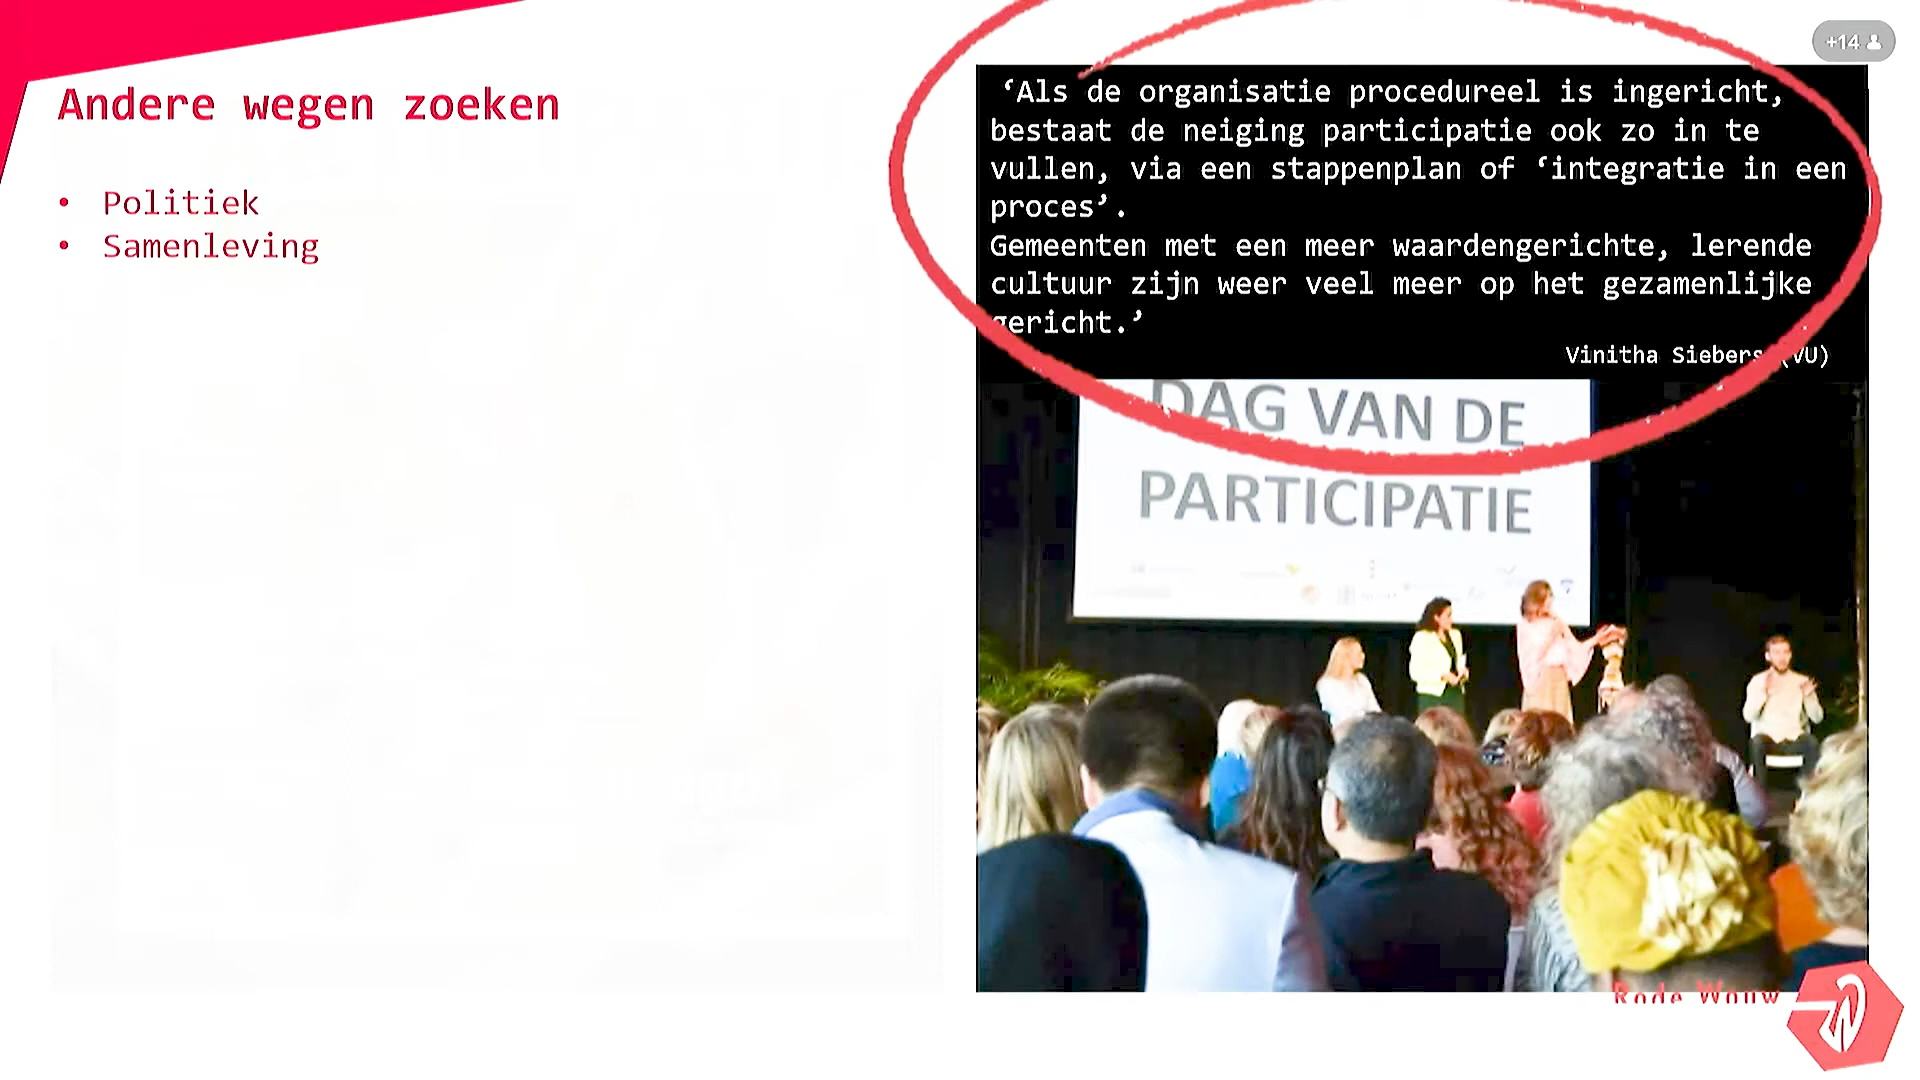 +14
Andere wegen zoeken
• Politiek
• Samenleving
‘Als de organisatie procedureel is ingericht,
bestaat de neiging participatie ook zo in te
vullen, via een stappenplan of ‘integratie in een
proces’.
Gemeenten met een meer waardengerichte, lerende
cultuur zijn weer veel meer op het gezamenlijke
gericht.’
Vinitha Siebers (VU)
DAG VAN DE
PARTICIPATIE
Rode Wouw